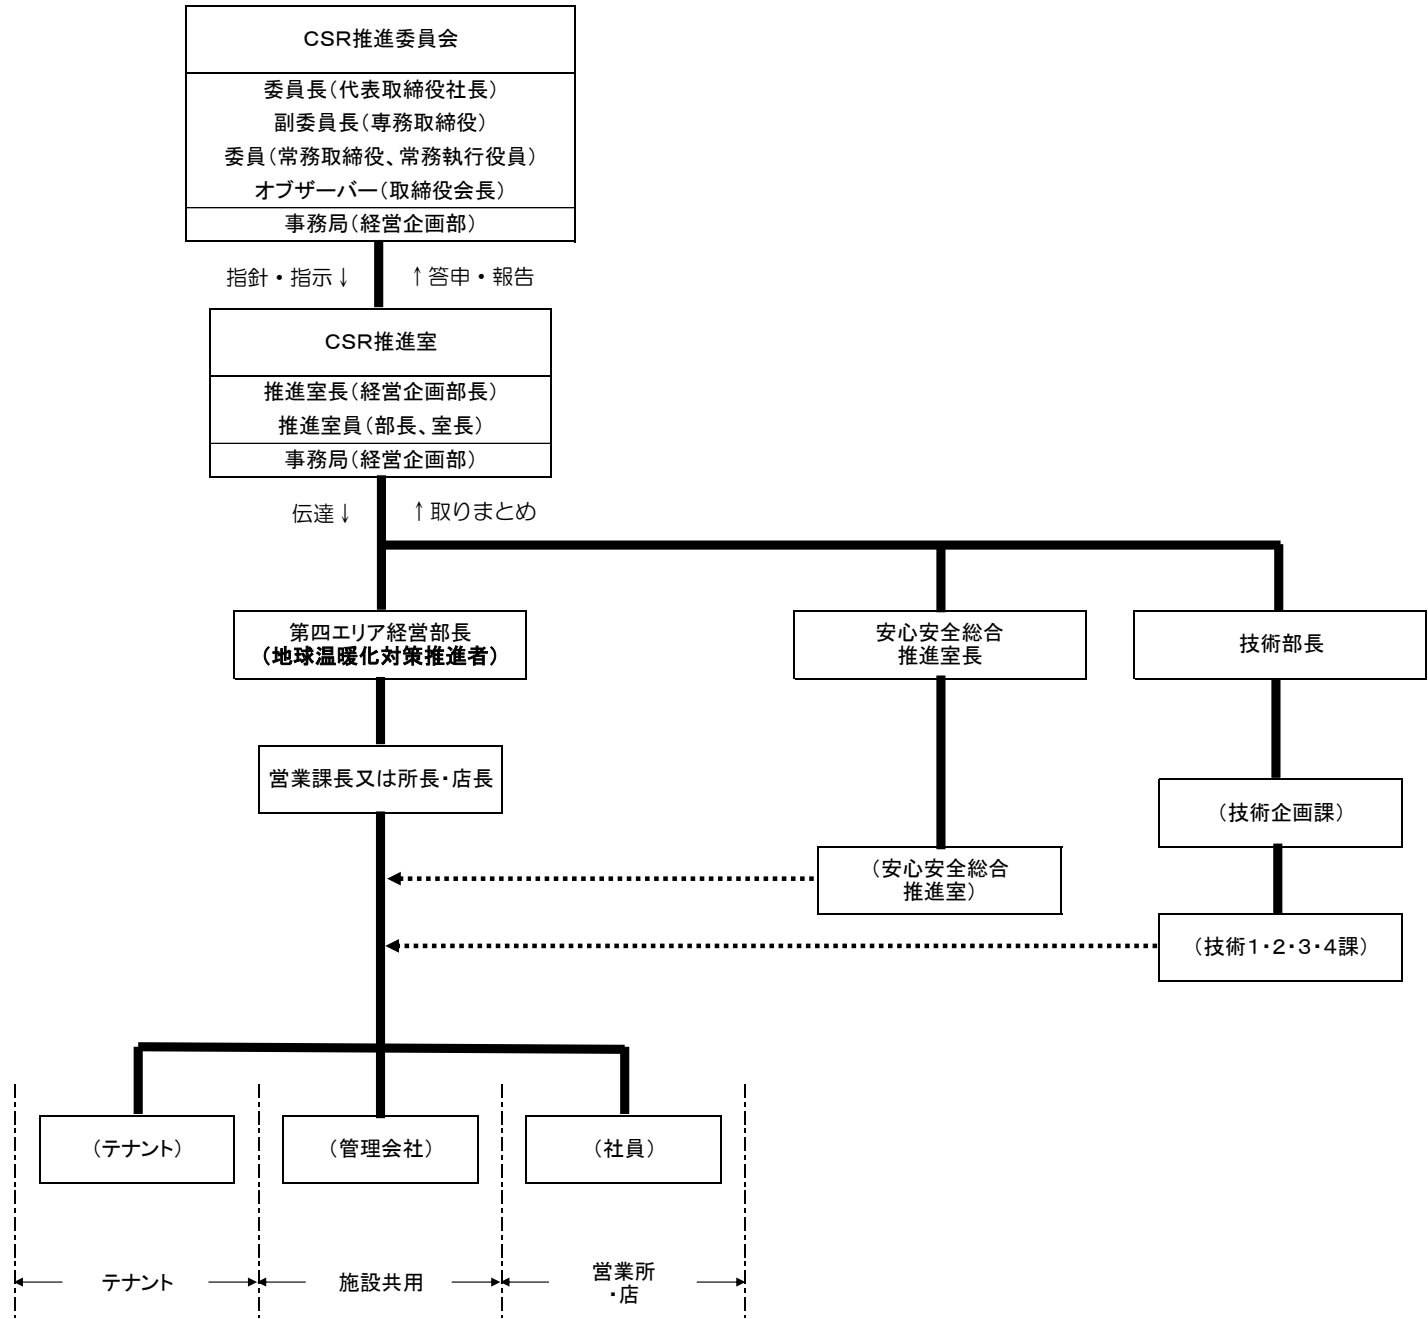 CSR推進委員会
委員長(代表取締役社長)
副委員長(専務取締役)
委員(常務取締役、常務執行役員)
オブザーバー(取締役会長)
事務局(経営企画部)
指針・指示↓ ↑答申・報告
CSR推進室
推進室長(経営企画部長)
推進室員(部長、室長)
事務局(経営企画部)
伝達↓ ↑取りまとめ
第四エリア経営部長
(地球温暖化対策推進者)
安心安全総合
推進室長
技術部長
営業課長又は所長・店長
(技術企画課)
(安心安全総合
推進室)
(技術1・2・3・4課)
(テナント)
(管理会社)
(社員)
テナント
施設共用
営業所
・店